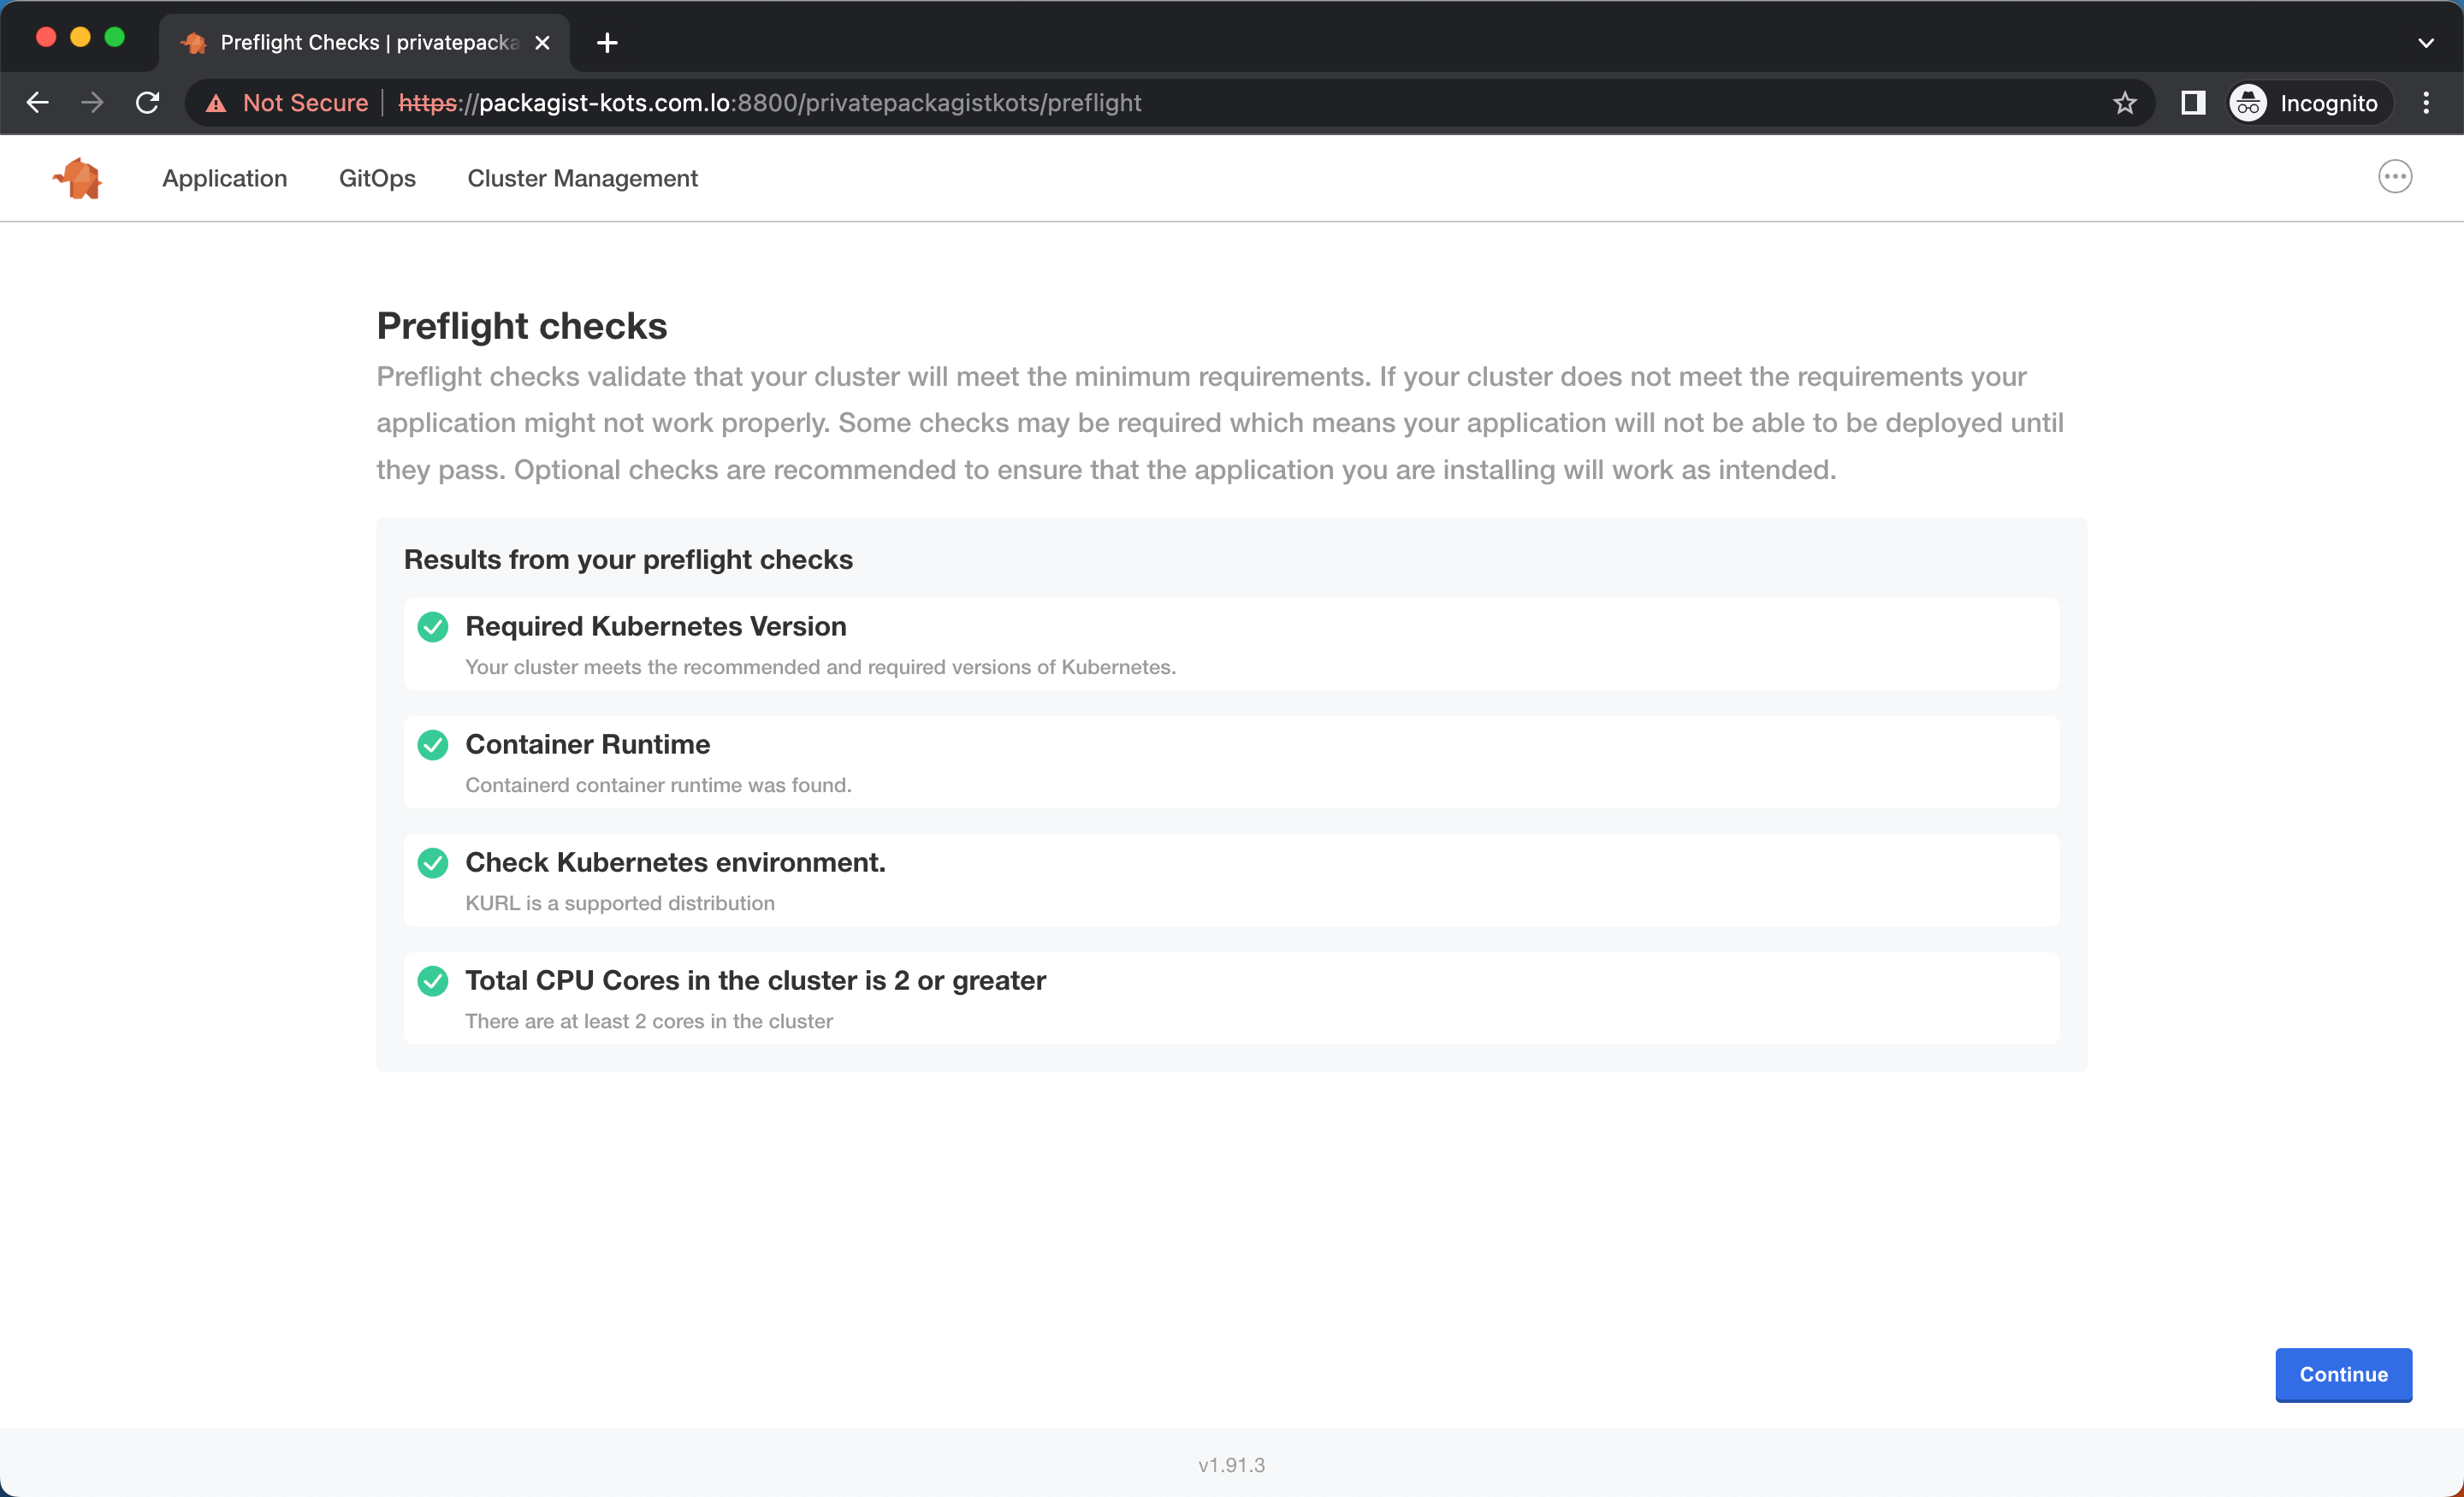 Preflight Checks | privatepacka
Not Secure
https://packagist-kots.com.lo:8800/privatepackagistkots/preflight
Incognito
Application
GitOps
Cluster Management
Preflight checks
Preflight checks validate that your cluster will meet the minimum requirements. If your cluster does not meet the requirements your
application might not work properly. Some checks may be required which means your application will not be able to be deployed until
they pass. Optional checks are recommended to ensure that the application you are installing will work as intended.
Results from your preflight checks
Required Kubernetes Version
Your cluster meets the recommended and required versions of Kubernetes.
Container Runtime
Containerd container runtime was found.
Check Kubernetes environment.
KURL is a supported distribution
Total CPU Cores in the cluster is 2 or greater
There are at least 2 cores in the cluster
Continue
v1.91.3